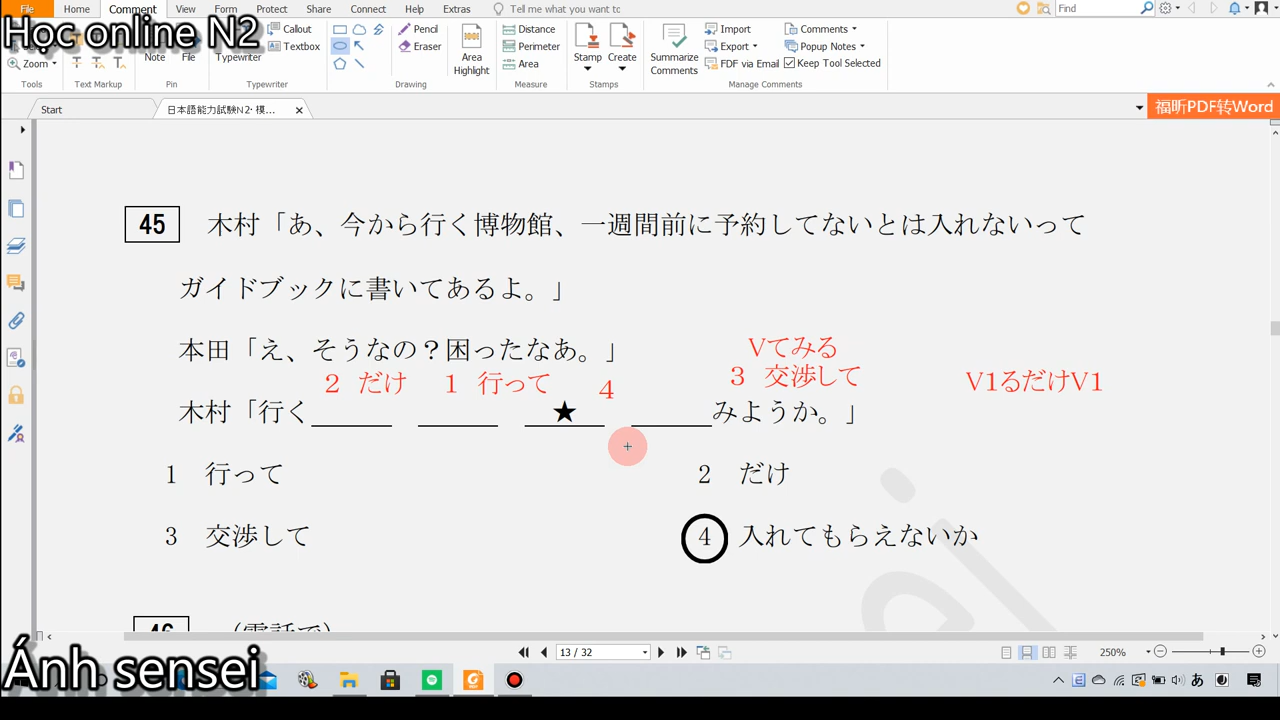 File Home Comment View Form Protect Share Connect Help Extras Tell me what you want t Find
Học online N2
Zoom Text Markup Note File Typewriter Callout Textbox Pencil Eraser Area Highlight Distance Perimeter Area Stamp Create Summarize Comments Import Export FDF via Email Comments Popup Notes Keep Tool Selected
Tools Text Markup Typewriter Drawing Measure Stamps Manage Comments
Start 日本語能力試験N2· 模... 福昕PDF转Word
45 木村「あ、今から行く博物館、一週間前に予約してないとは入れないって
ガイドブックに書いてあるよ。」
本田「え、そうなの？困ったなあ。」 Vてみる
2 だけ 1 行って 4 3 交渉して V1るだけV1
木村「行く ★ みようか。」
1 行って 2 だけ
3 交渉して 4 入れてもらえないか
46 （電話で）
13 / 32 250%
Ánh sensei
あ